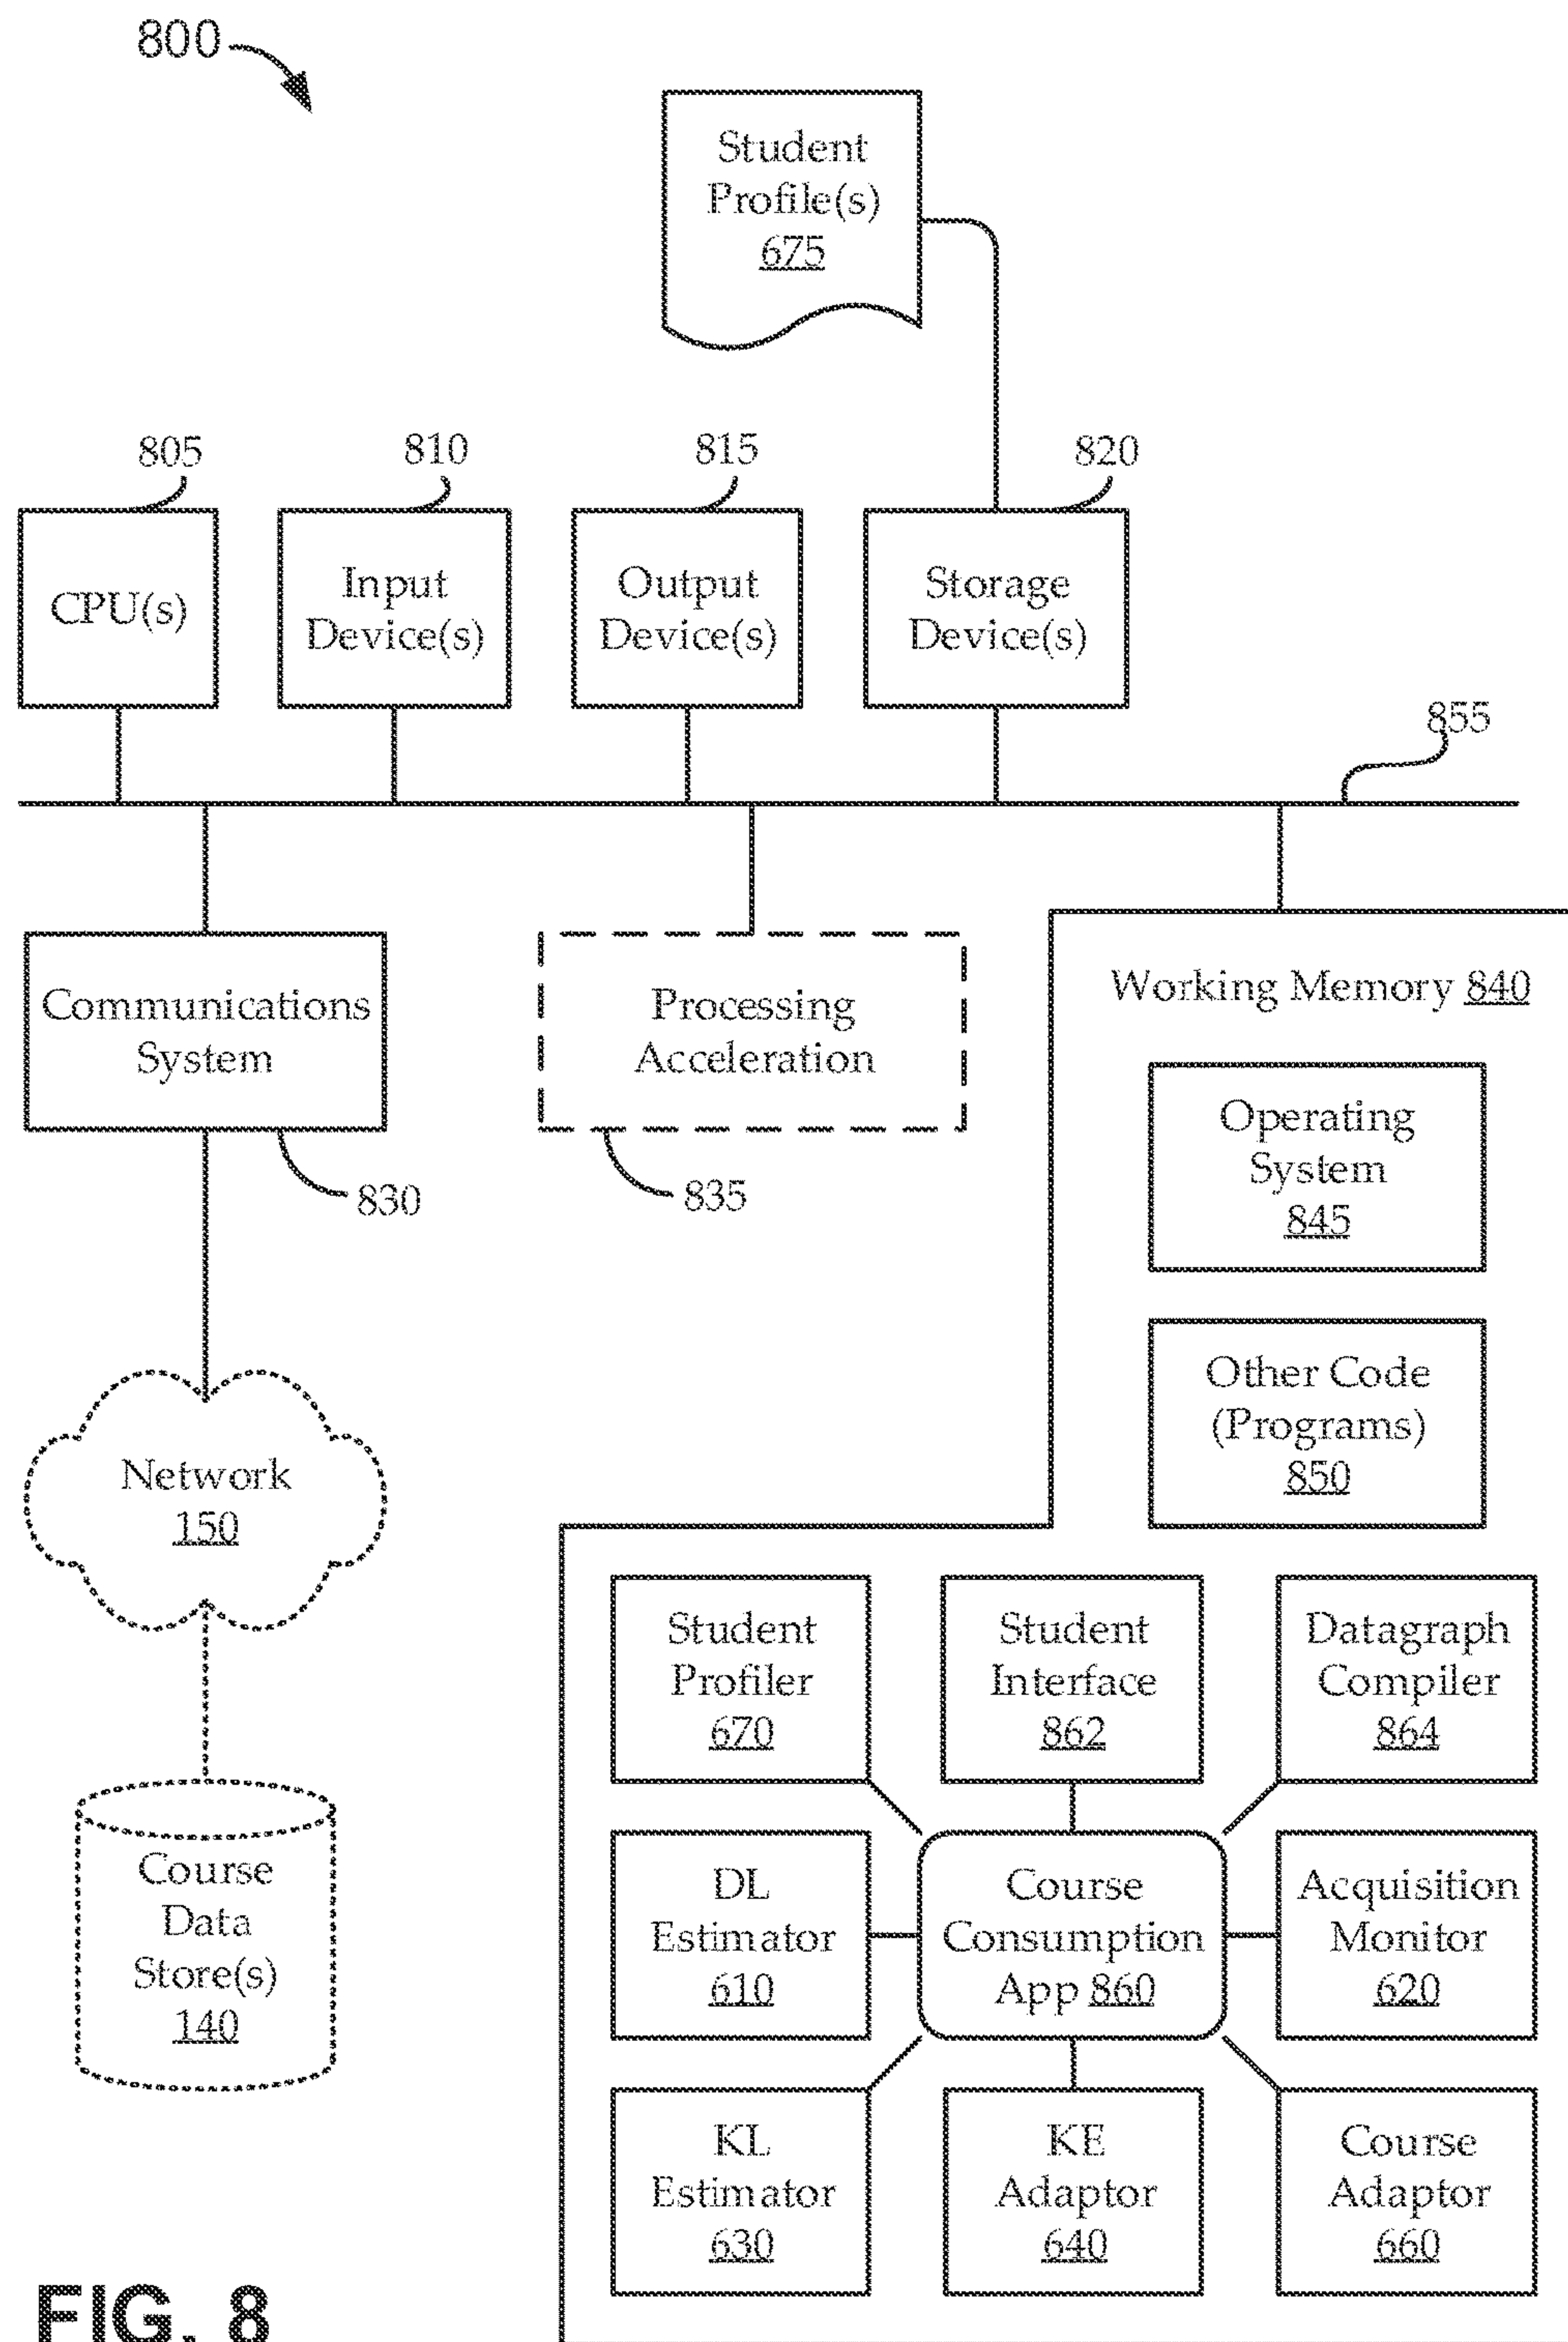 800
Student
Profile(s)
675
805
810
815
820
CPU(s)
Input
Device(s)
Output
Device(s)
Storage
Device(s)
855
Communications
System
830
Processing
Acceleration
835
Working Memory 840
Operating
System
845
Other Code
(Programs)
850
Network
150
Course
Data
Store(s)
140
Student
Profiler
670
Student
Interface
862
Datagraph
Compiler
864
DL
Estimator
610
Course
Consumption
App 860
Acquisition
Monitor
620
KL
Estimator
630
KE
Adaptor
640
Course
Adaptor
660
FIG. 8